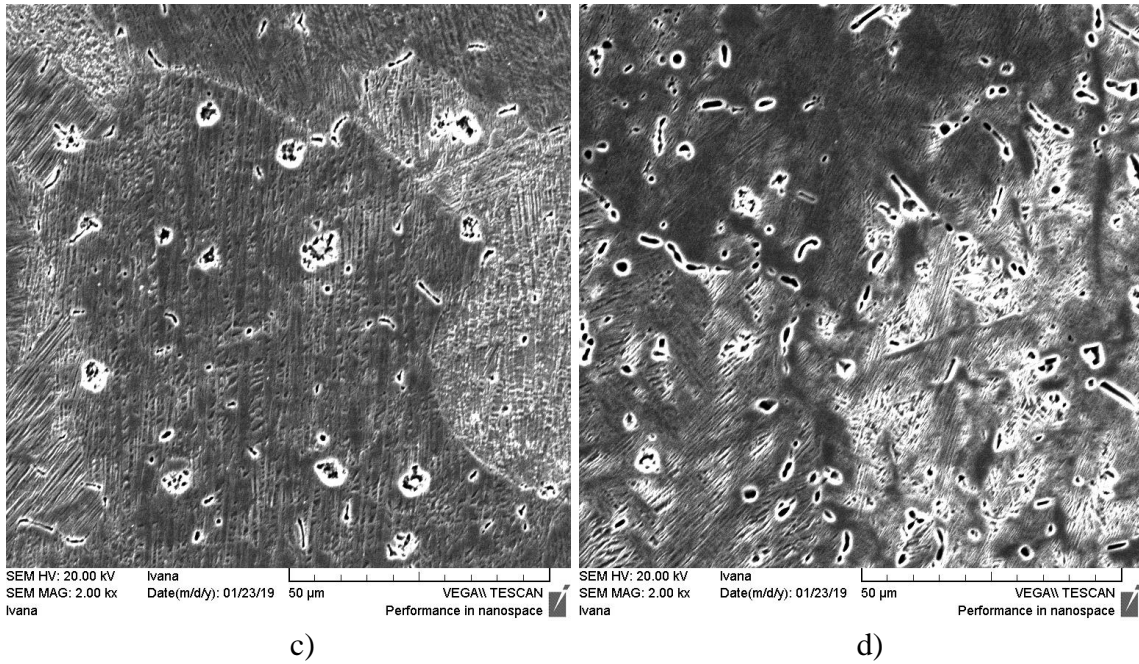 SEM HV: 20.00 kV Ivana
SEM MAG: 2.00 kx Date(m/d/y): 01/23/19 50 µm VEGA\\ TESCAN
Ivana Performance in nanospace
SEM HV: 20.00 kV Ivana
SEM MAG: 2.00 kx Date(m/d/y): 01/23/19 50 µm VEGA\\ TESCAN
Ivana Performance in nanospace
c) d)